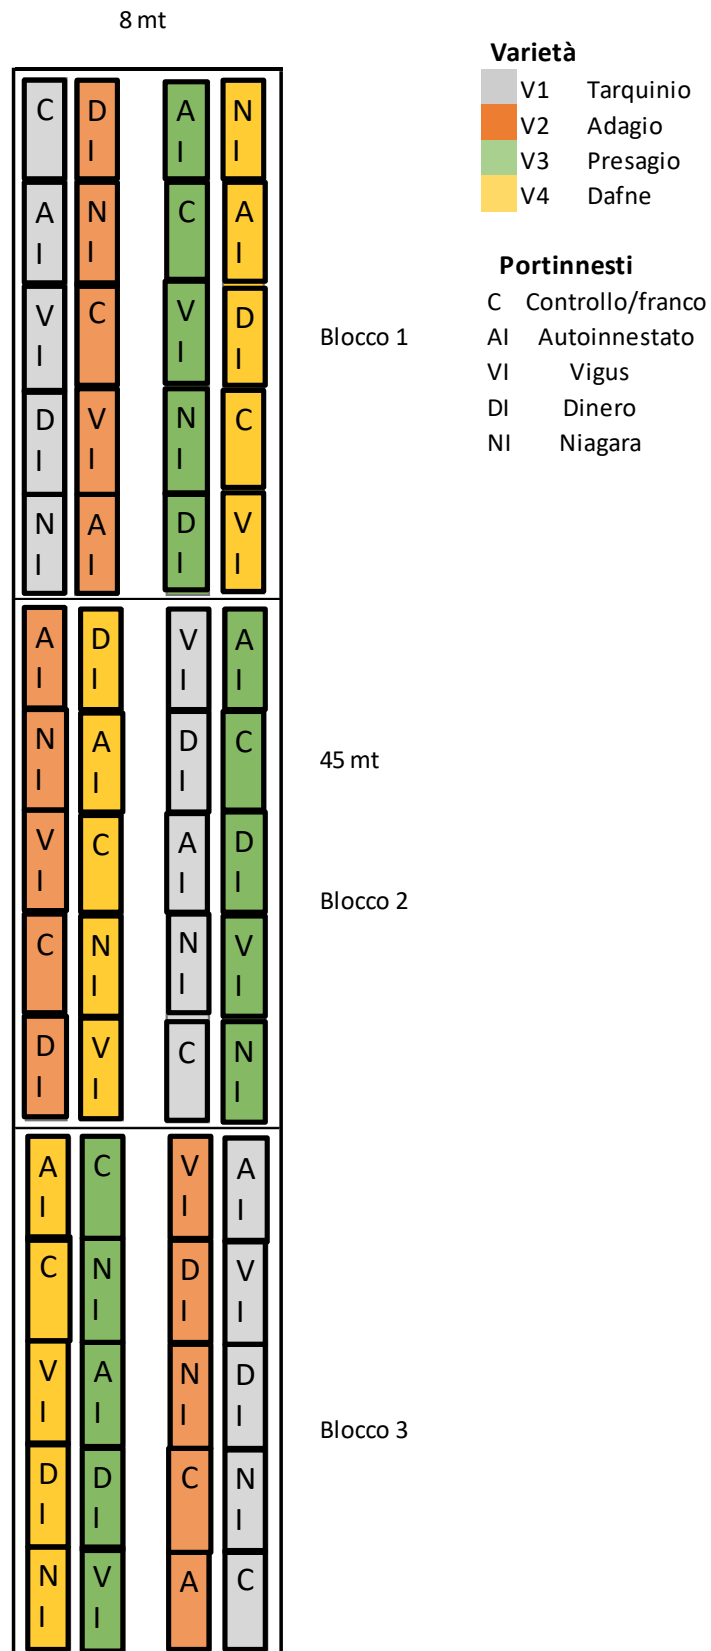 8 mt
Varietà
V1 Tarquinio
V2 Adagio
V3 Presagio
V4 Dafne
Portinnesti
C Controllo/franco
AI Autoinnestato
VI Vigus
DI Dinero
NI Niagara
C DI AI NI
AI NI C AI
VI C VI DI
Blocco 1
DI VI NI C
NI AI DI VI
AI DI VI AI
NI AI DI C
45 mt
VI C AI DI
Blocco 2
C NI NI VI
DI VI C NI
AI C VI AI
C NI DI VI
VI AI NI DI
Blocco 3
DI DI C NI
NI VI A C